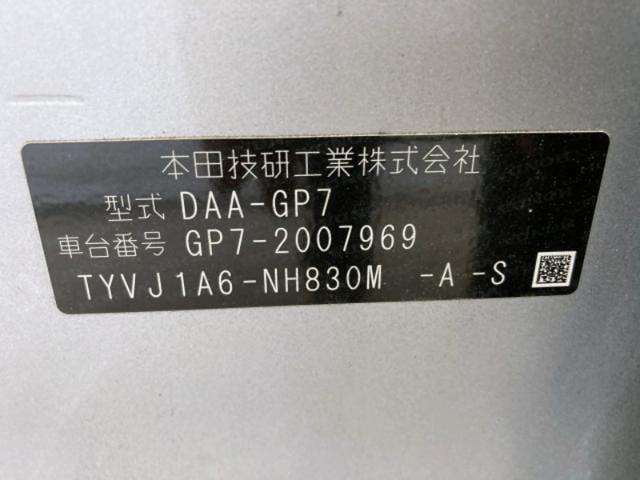 本田技研工業株式会社
型式 DAA-GP7
車台番号 GP7-2007969
TYVJ1A6-NH830M -A -S